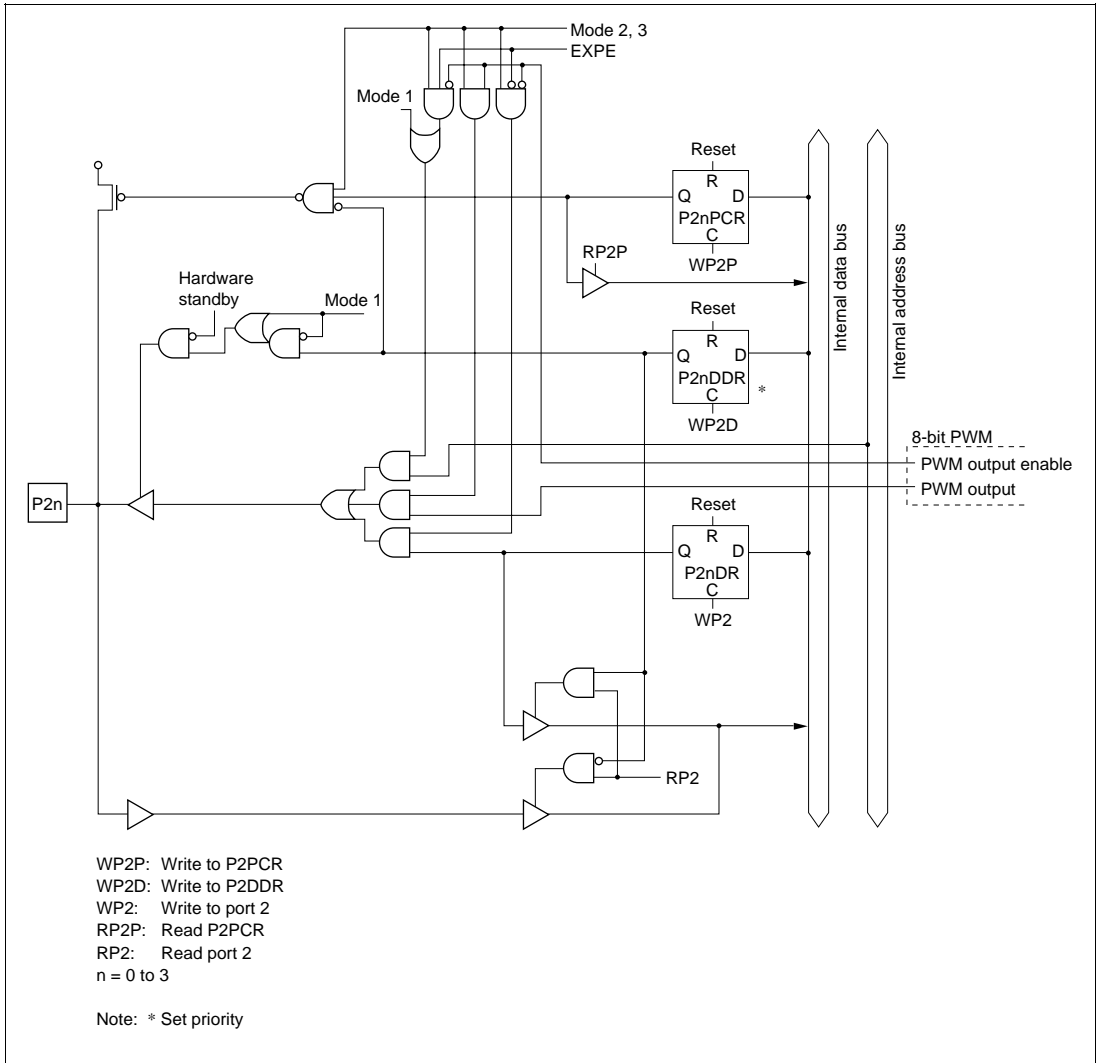 Mode 2, 3
EXPE
Mode 1
Reset
R
Q D
P2nPCR
C
WP2P
RP2P
Hardware
standby
Mode 1
Reset
R
Q D
P2nDDR
C
*
WP2D
Internal data bus
Internal address bus
8-bit PWM
PWM output enable
PWM output
P2n
Reset
R
Q D
P2nDR
C
WP2
RP2
WP2P: Write to P2PCR
WP2D: Write to P2DDR
WP2: Write to port 2
RP2P: Read P2PCR
RP2: Read port 2
n = 0 to 3
Note: * Set priority